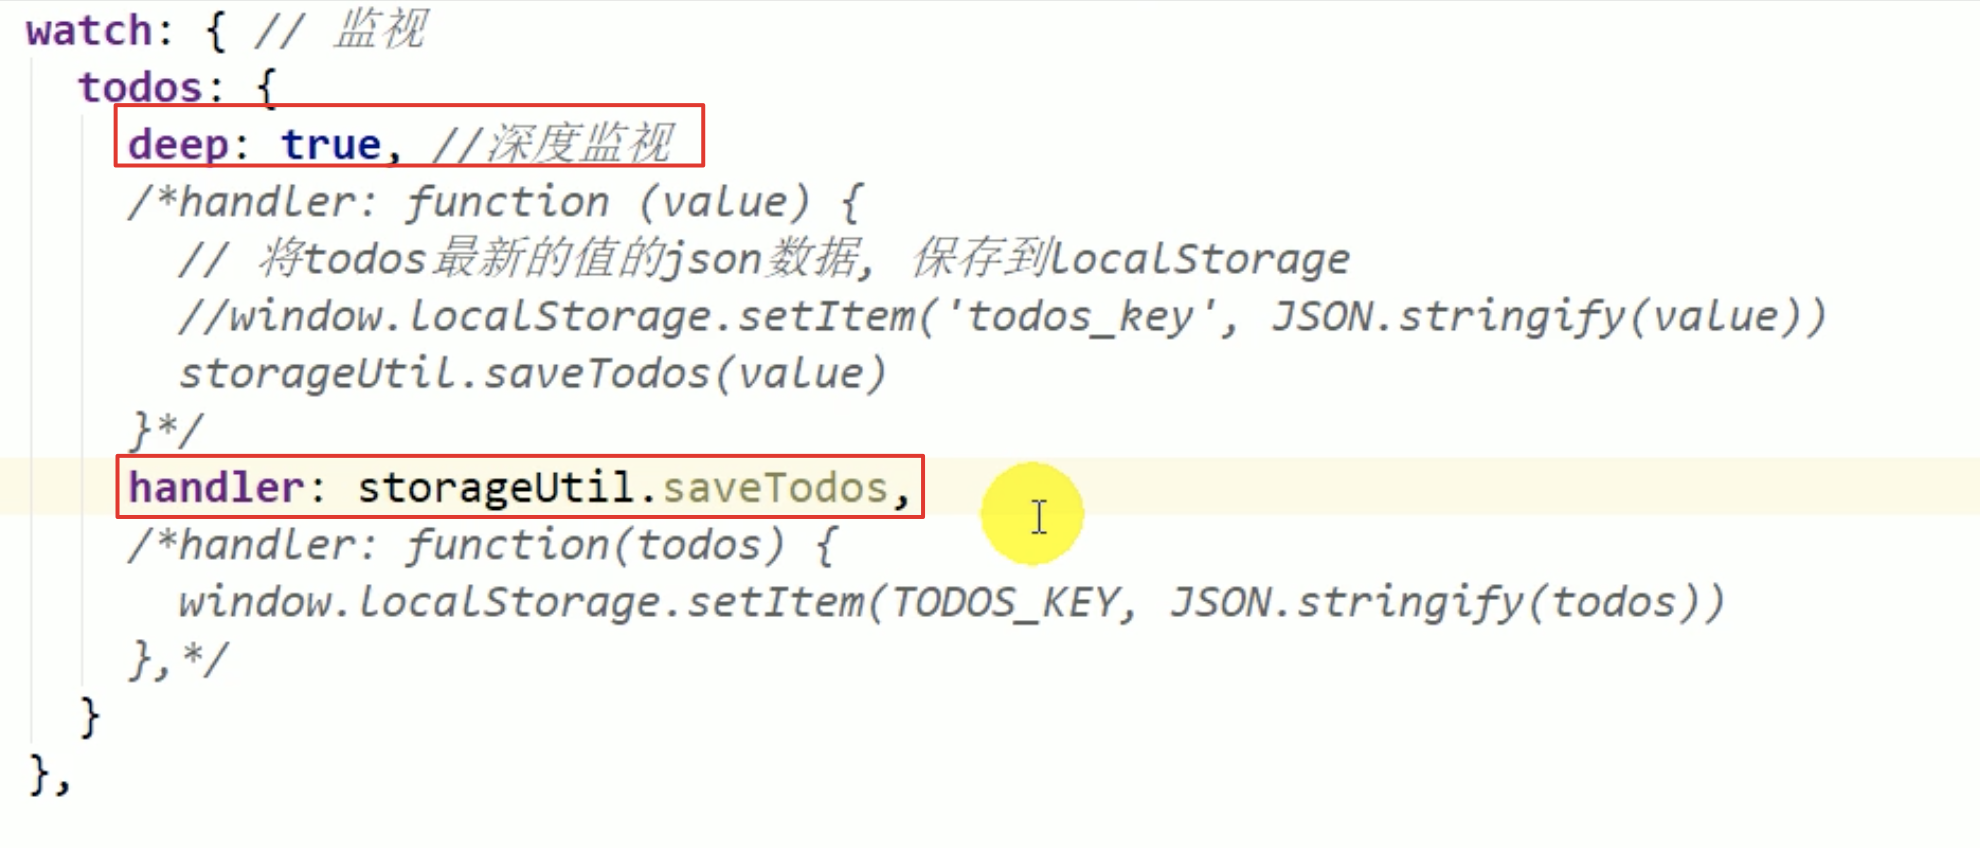 watch: { // 监视
todos: {
deep: true, //深度监视
/*handler: function (value) {
// 将todos最新的值的json数据, 保存到localStorage
//window.localStorage.setItem('todos_key', JSON.stringify(value))
storageUtil.saveTodos(value)
}*/
handler: storageUtil.saveTodos,
/*handler: function(todos) {
window.localStorage.setItem(TODOS_KEY, JSON.stringify(todos))
},*/
}
},